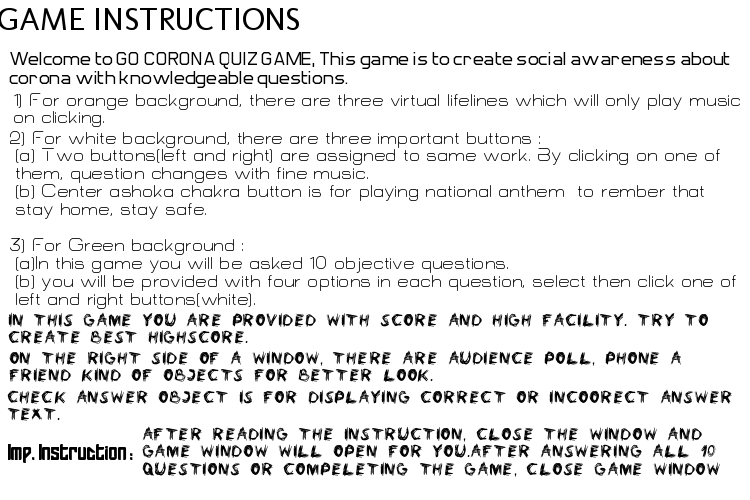 GAME INSTRUCTIONS
Welcome to GO CORONA QUIZ GAME, This game is to create social awareness about
corona with knowledgeable questions.
1) For orange background, there are three virtual lifelines which will only play music
on clicking.
2) For white background, there are three important buttons :
(a) Two buttons(left and right) are assigned to same work. By clicking on one of
them, question changes with fine music.
(b) Center ashoka chakra button is for playing national anthem to rember that
stay home, stay safe.
3) For Green background :
(a)In this game you will be asked 10 objective questions.
(b) you will be provided with four options in each question, select then click one of
left and right buttons(white).
IN THIS GAME YOU ARE PROVIDED WITH SCORE AND HIGH FACILITY. TRY TO
CREATE BEST HIGHSCORE.
ON THE RIGHT SIDE OF A WINDOW, THERE ARE AUDIENCE POLL, PHONE A
FRIEND KIND OF OBJECTS FOR BETTER LOOK.
CHECK ANSWER OBJECT IS FOR DISPLAYING CORRECT OR INCOORECT ANSWER
TEXT.
Imp. Instruction : AFTER READING THE INSTRUCTION, CLOSE THE WINDOW AND
GAME WINDOW WILL OPEN FOR YOU.AFTER ANSWERING ALL 10
QUESTIONS OR COMPELETING THE GAME, CLOSE GAME WINDOW